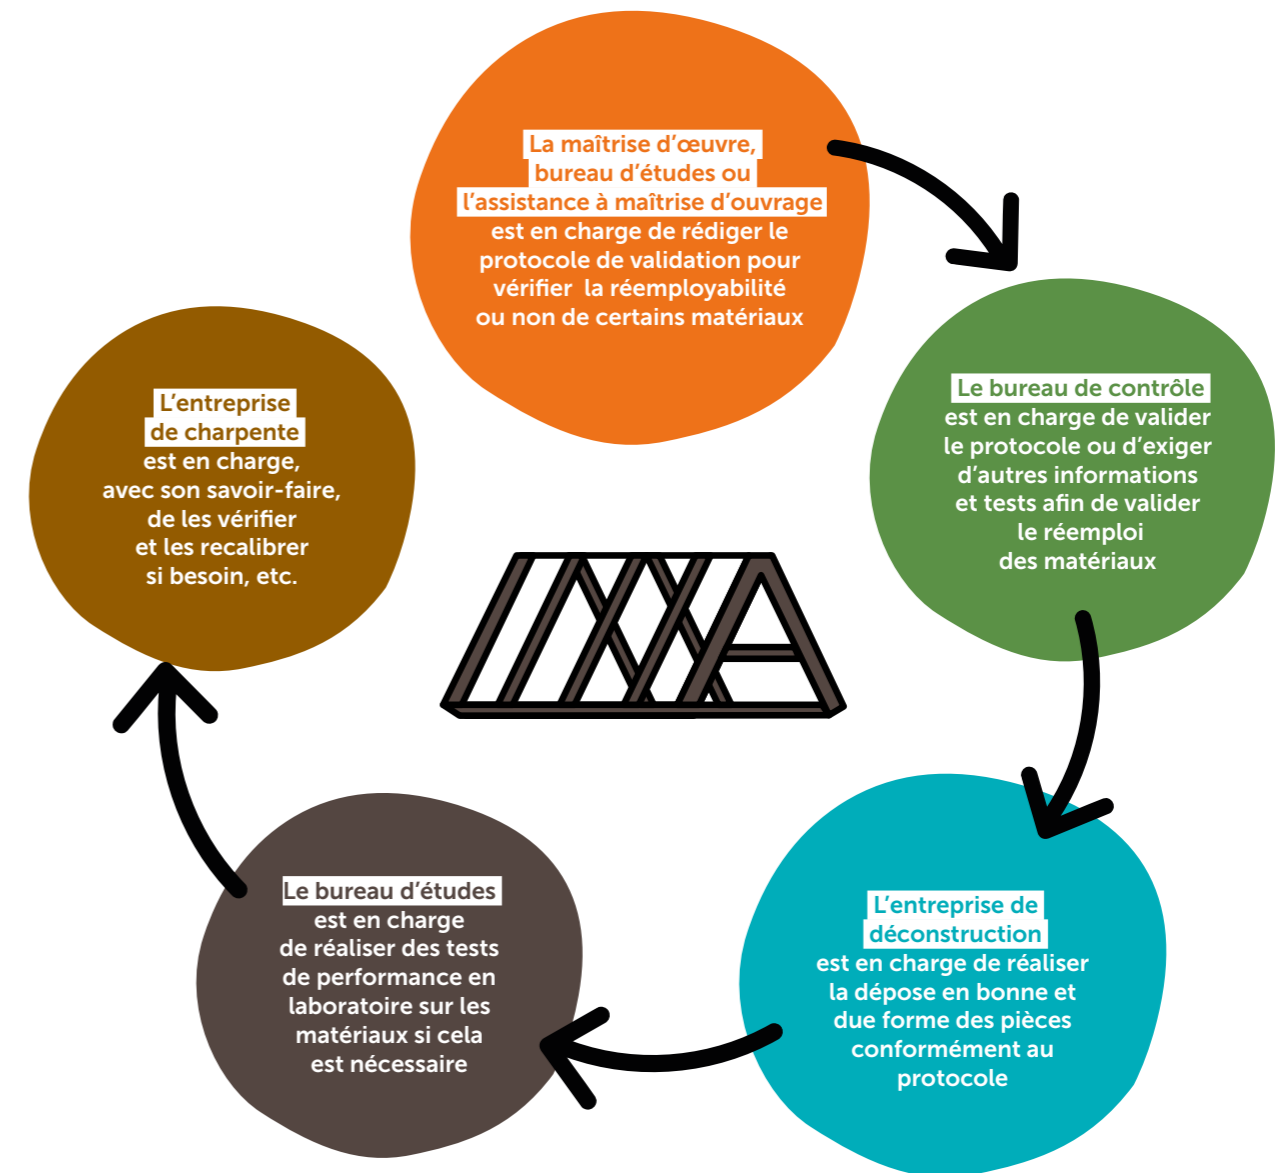 La maîtrise d’œuvre,
bureau d’études ou
l’assistance à maîtrise d’ouvrage
est en charge de rédiger le
protocole de validation pour
vérifier la réemployabilité
ou non de certains matériaux
Le bureau de contrôle
est en charge de valider
le protocole ou d’exiger
d’autres informations
et tests afin de valider
le réemploi
des matériaux
L’entreprise de
déconstruction
est en charge de réaliser
la dépose en bonne et
due forme des pièces
conformément au
protocole
Le bureau d’études
est en charge
de réaliser des tests
de performance en
laboratoire sur les
matériaux si cela
est nécessaire
L’entreprise
de charpente
est en charge,
avec son savoir-faire,
de les vérifier
et les recalibrer
si besoin, etc.